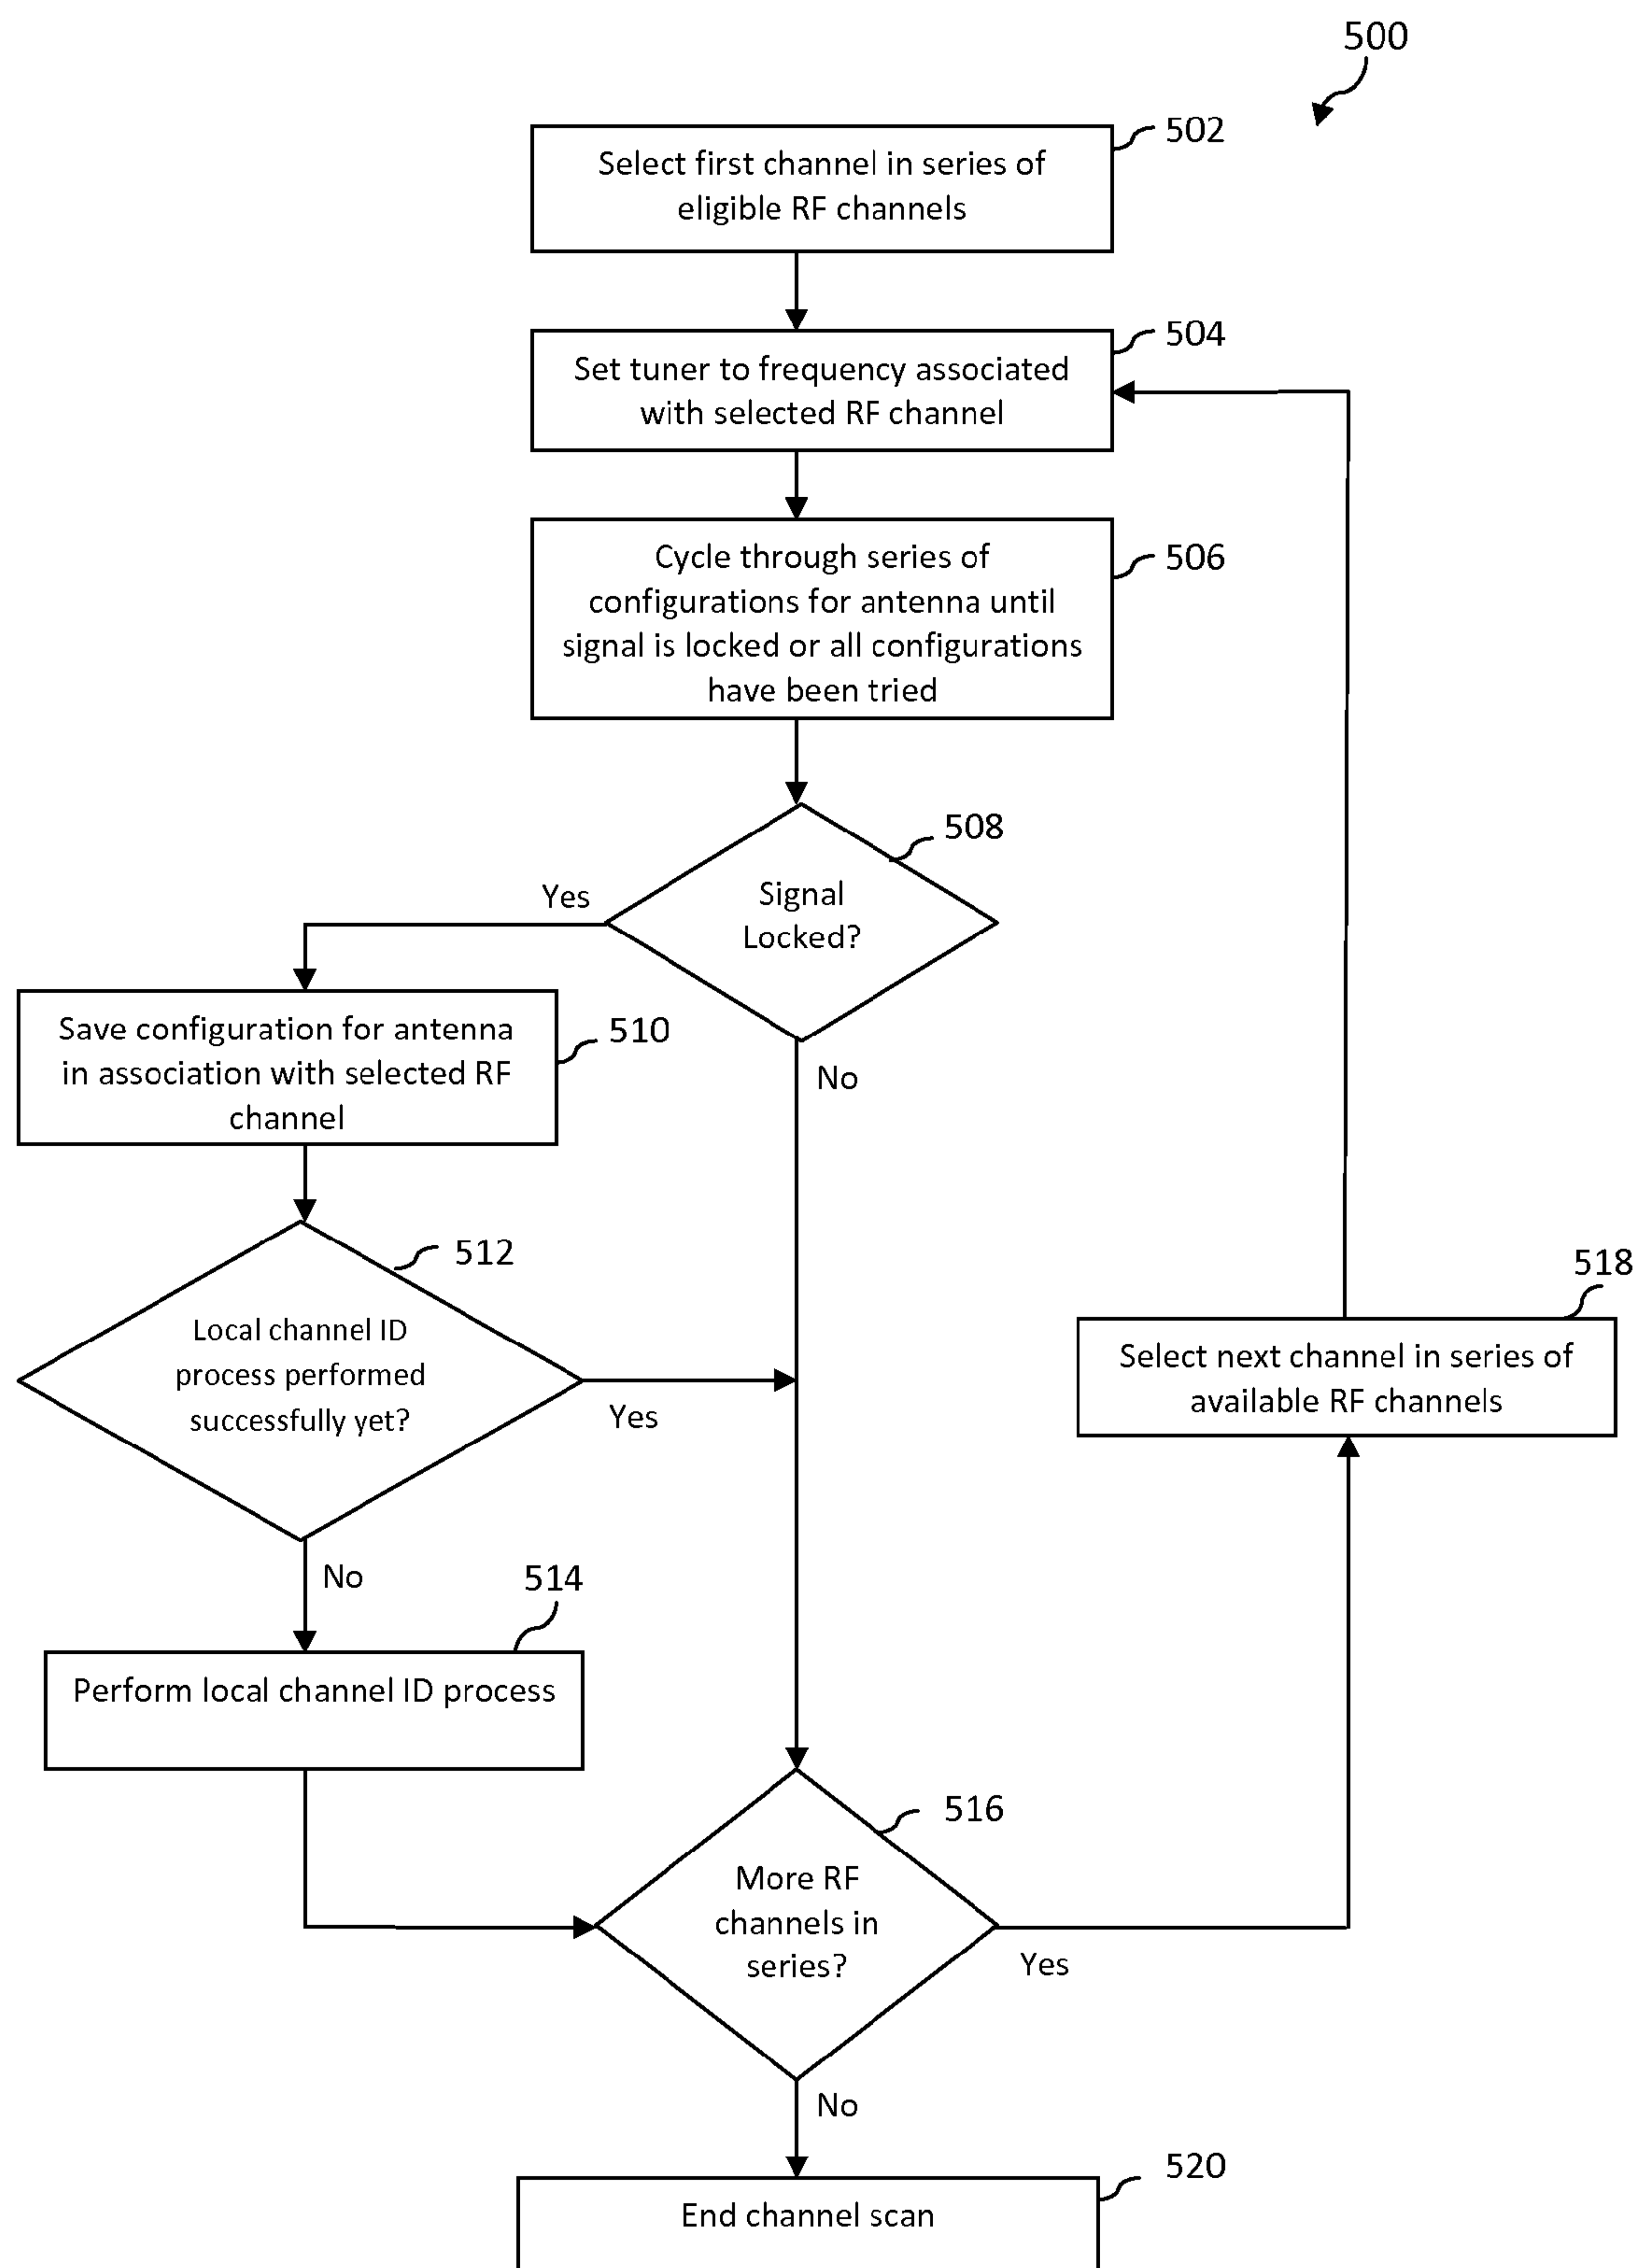 500
502
Select first channel in series of
eligible RF channels
504
Set tuner to frequency associated
with selected RF channel
506
Cycle through series of
configurations for antenna until
signal is locked or all configurations
have been tried
508
Signal
Locked?
Yes
No
510
Save configuration for antenna
in association with selected RF
channel
512
Local channel ID
process performed
successfully yet?
Yes
No
518
Select next channel in series of
available RF channels
514
Perform local channel ID process
516
More RF
channels in
series?
Yes
No
520
End channel scan